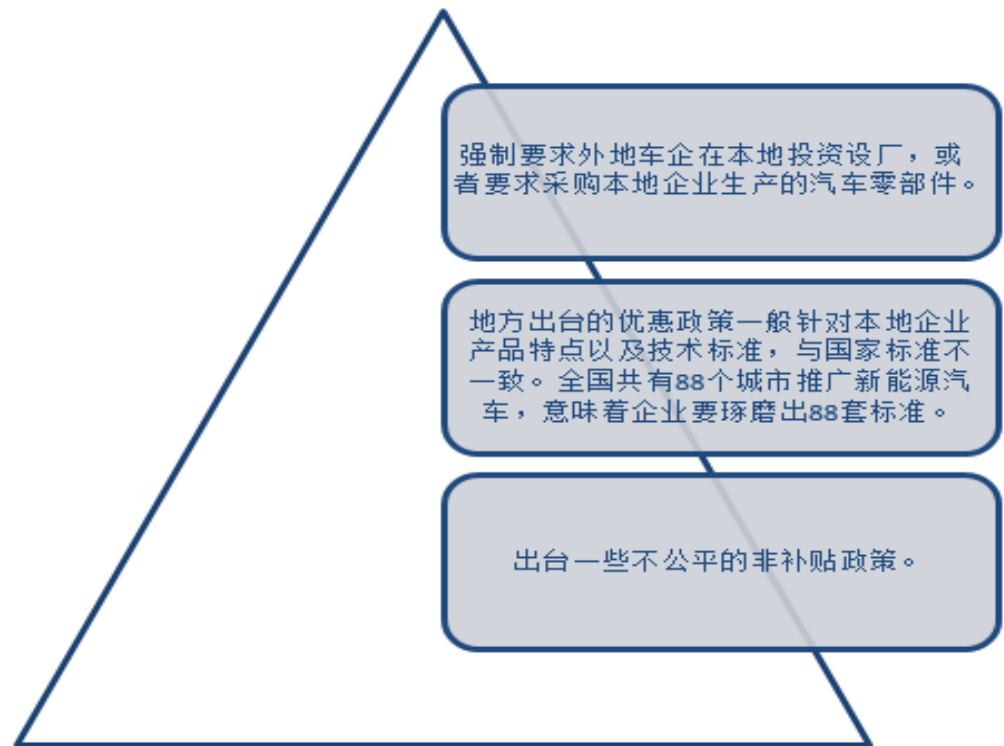 强制要求外地车企在本地投资设厂，或
者要求采购本地企业生产的汽车零部件。
地方出台的优惠政策一般针对本地企业
产品特点以及技术标准，与国家标准不
一致。全国共有88个城市推广新能源汽
车，意味着企业要琢磨出88套标准。
出台一些不公平的非补贴政策。